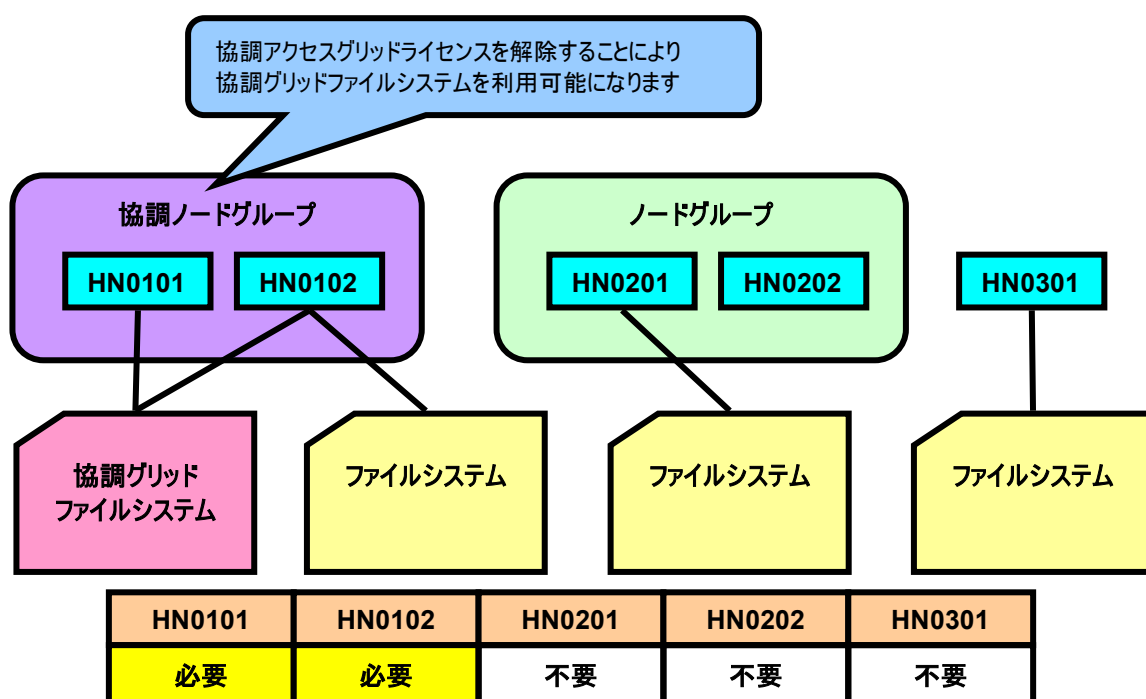 協調アクセスグリッドライセンスを解除することにより
協調グリッドファイルシステムを利用可能になります
協調ノードグループ
ノードグループ
HN0101
HN0102
HN0201
HN0202
HN0301
協調グリッド
ファイルシステム
ファイルシステム
ファイルシステム
ファイルシステム
HN0101 HN0102 HN0201 HN0202 HN0301
必要 必要 不要 不要 不要